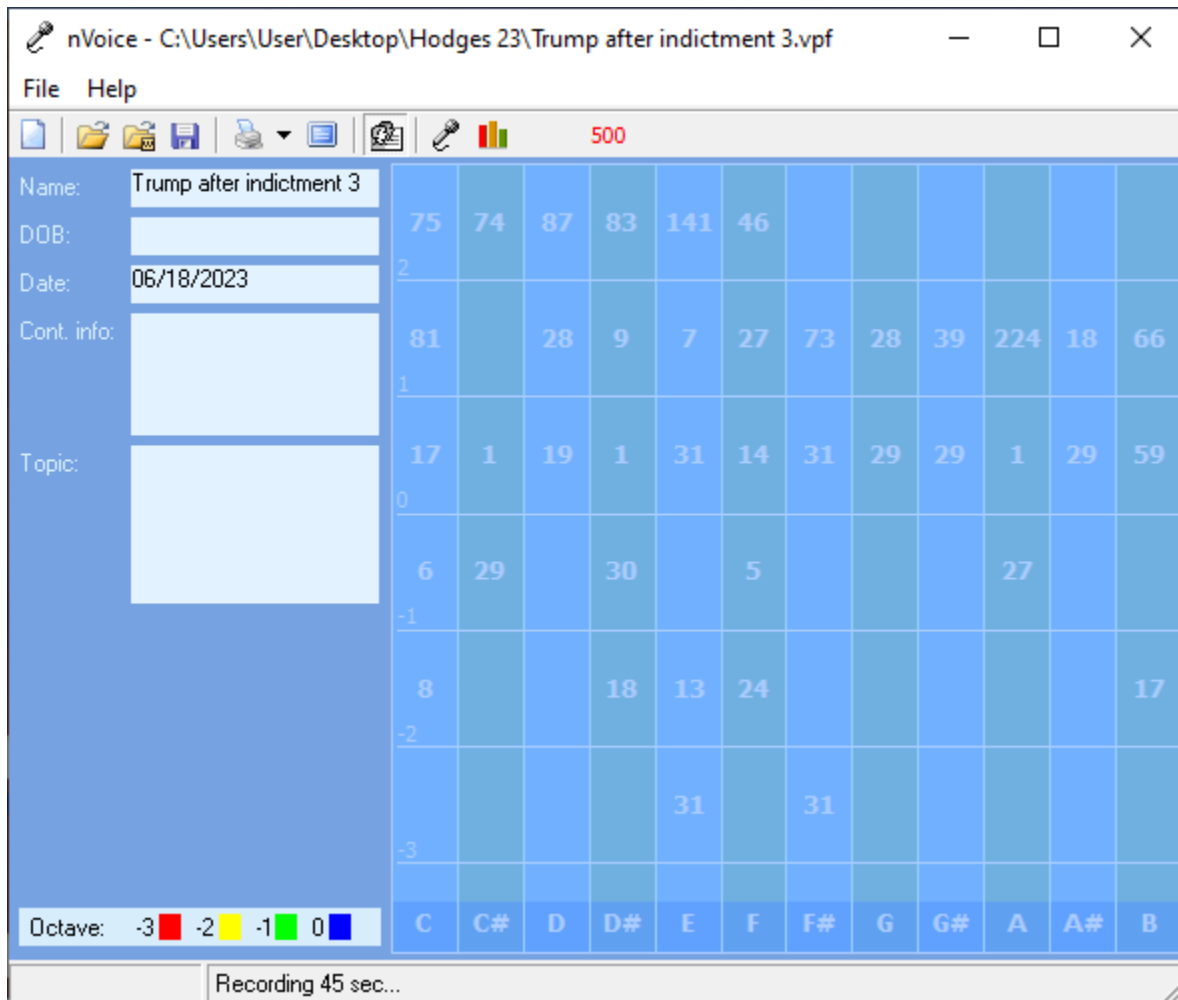 nVoice - C:\Users\User\Desktop\Hodges 23\Trump after indictment 3.vpf
File Help
500
Name: Trump after indictment 3
DOB:
Date: 06/18/2023
Cont. info:
Topic:
75 74 87 83 141 46
2
81 28 9 7 27 73 28 39 224 18 66
1
17 1 19 1 31 14 31 29 29 1 29 59
0
6 29 30 5 27
-1
8 18 13 24 17
-2
31 31
-3
Octave: -3 -2 -1 0
C C# D D# E F F# G G# A A# B
Recording 45 sec...